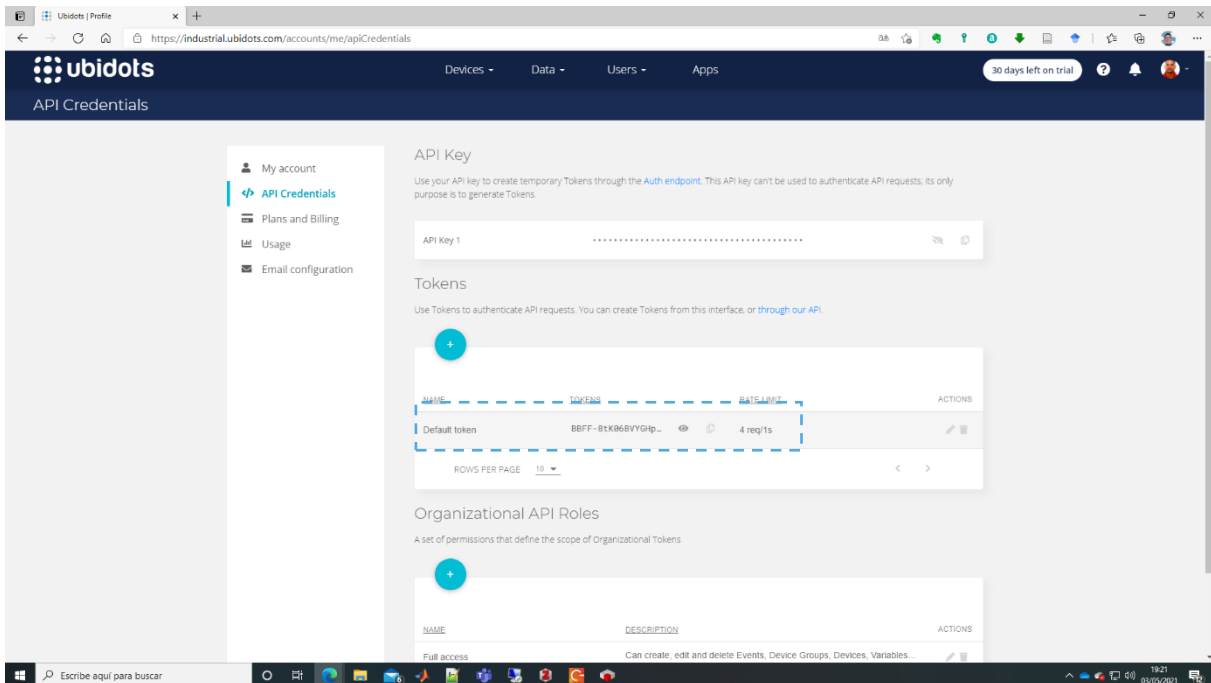 Ubidots | Profile
https://industrial.ubidots.com/accounts/me/apiCredentials
ubidots
Devices
Data
Users
Apps
30 days left on trial
API Credentials
My account
API Credentials
Plans and Billing
Usage
Email configuration
API Key
Use your API key to create temporary Tokens through the Auth endpoint. This API key can't be used to authenticate API requests; its only
purpose is to generate Tokens.
API Key 1
Tokens
Use Tokens to authenticate API requests. You can create Tokens from this interface, or through our API.
+
NAME TOKENS RATE LIMIT ACTIONS
Default token BBFF-BtK06BVYGHp… 4 req/1s
ROWS PER PAGE 10
Organizational API Roles
A set of permissions that define the scope of Organizational Tokens
+
NAME DESCRIPTION ACTIONS
Full access Can create, edit and delete Events, Device Groups, Devices, Variables...
Escribe aquí para buscar
19:21
03/05/2021